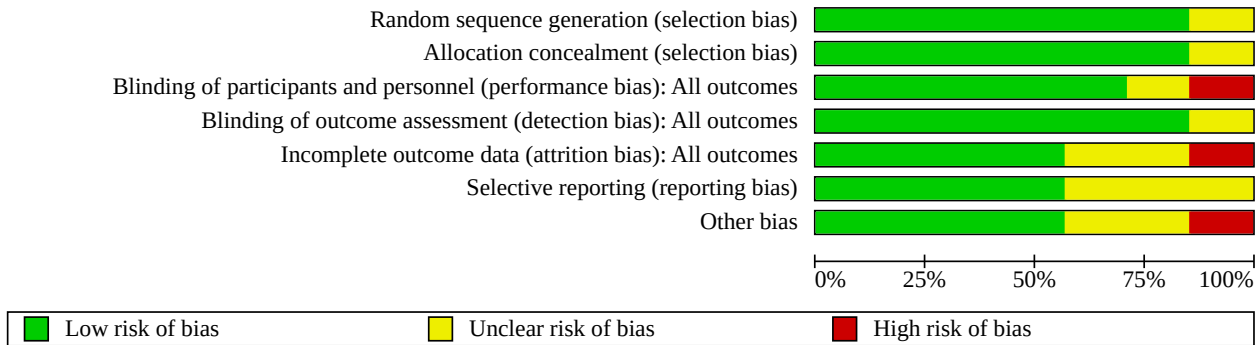 Random sequence generation (selection bias)
Allocation concealment (selection bias)
Blinding of participants and personnel (performance bias): All outcomes
Blinding of outcome assessment (detection bias): All outcomes
Incomplete outcome data (attrition bias): All outcomes
Selective reporting (reporting bias)
Other bias
0% 25% 50% 75% 100%
Low risk of bias Unclear risk of bias High risk of bias